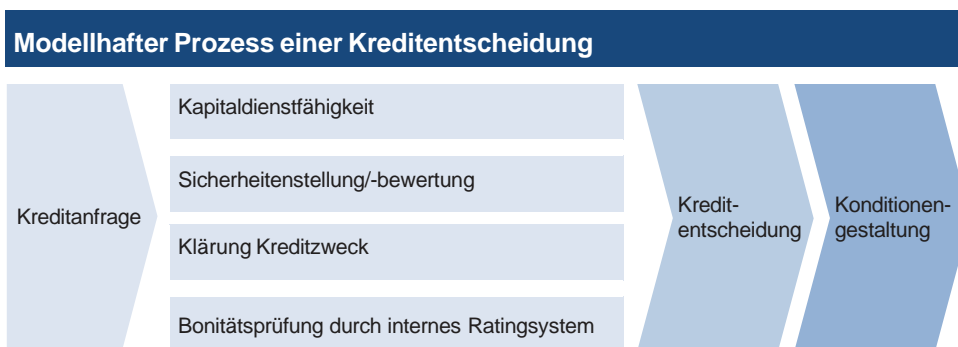 Modellhafter Prozess einer Kreditentscheidung
Kreditanfrage
Kapitaldienstfähigkeit
Sicherheitenstellung/-bewertung
Klärung Kreditzweck
Bonitätsprüfung durch internes Ratingsystem
Kredit-
entscheidung
Konditionen-
gestaltung